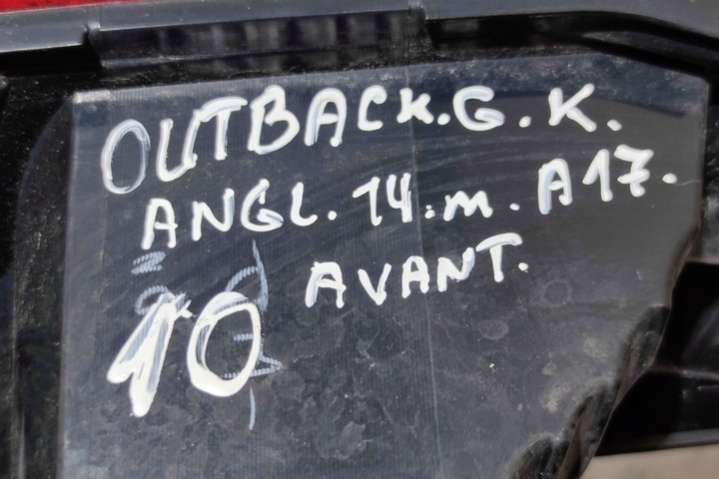 OUTBACK.G.K.
ANGL.14.m.A17.
AVANT.
10